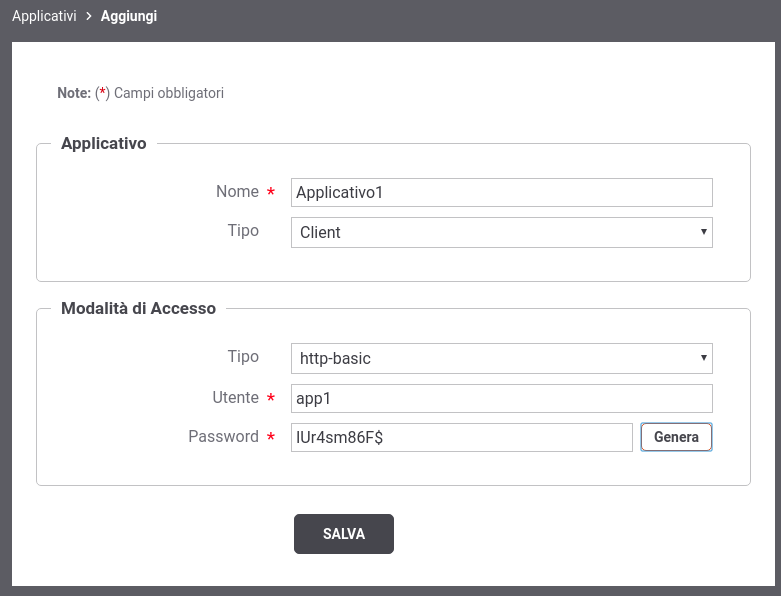 Applicativi > Aggiungi
Note: (*) Campi obbligatori
Applicativo
Nome * Applicativo1
Tipo Client
Modalità di Accesso
Tipo http-basic
Utente * app1
Password * lUr4sm86F$ Genera
SALVA